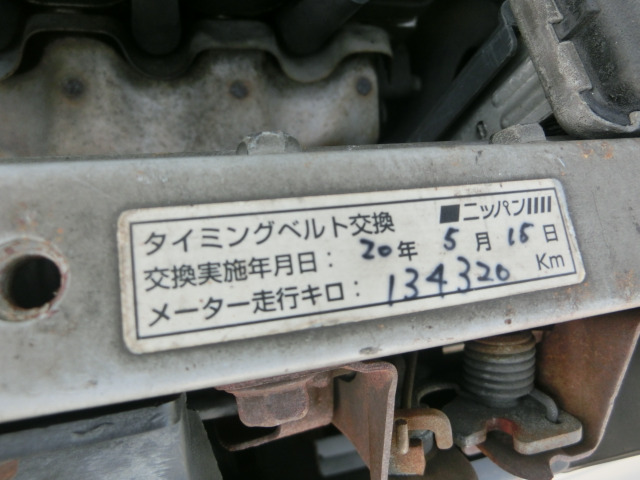 タイミングベルト交換 ニッパン
交換実施年月日： 20年 5月 15日
メーター走行キロ： 134320 Km